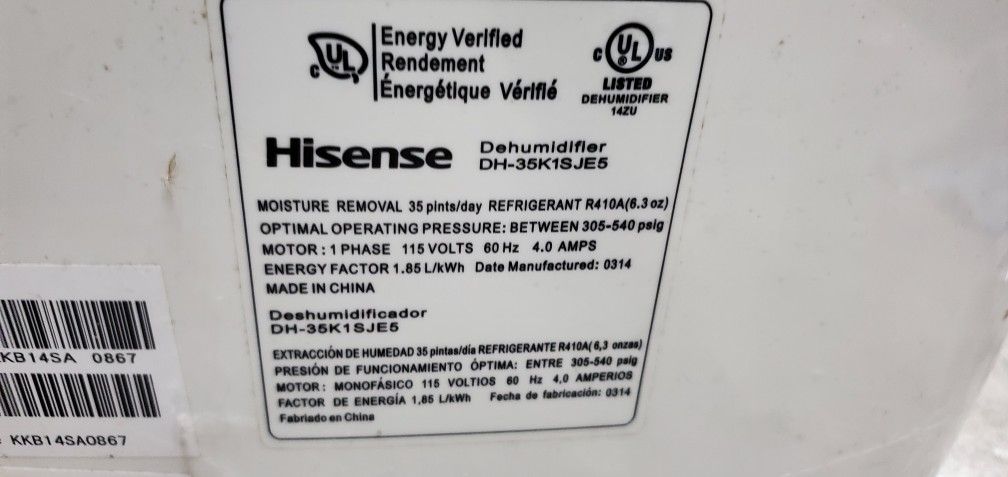 C UL Energy Verified
Rendement
Énergétique Vérifié
C UL® US
LISTED
DEHUMIDIFIER
14ZU
Hisense Dehumidifier
DH-35K1SJE5
MOISTURE REMOVAL 35 pints/day REFRIGERANT R410A(6.3 oz)
OPTIMAL OPERATING PRESSURE: BETWEEN 305-540 psig
MOTOR: 1 PHASE 115 VOLTS 60 Hz 4.0 AMPS
ENERGY FACTOR 1.85 L/kWh Date Manufactured: 0314
MADE IN CHINA
Deshumidificador
DH-35K1SJE5
EXTRACCIÓN DE HUMEDAD 35 pintas/día REFRIGERANTE R410A(6,3 onzas)
PRESIÓN DE FUNCIONAMIENTO ÓPTIMA: ENTRE 305-540 psig
MOTOR: MONOFÁSICO 115 VOLTIOS 60 Hz 4,0 AMPERIOS
FACTOR DE ENERGÍA 1,85 L/kWh Fecha de fabricación: 0314
Fabriado en China
KKB14SA 0867
: KKB14SA0867